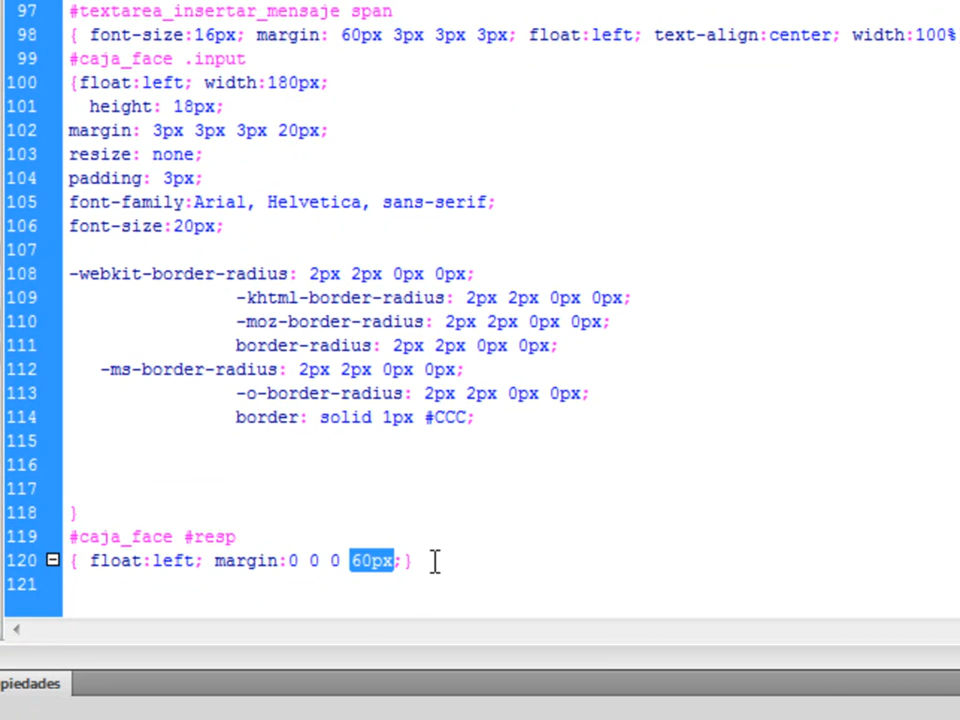 97 #textarea_insertar_mensaje span
98 { font-size:16px; margin: 60px 3px 3px 3px; float:left; text-align:center; width:100%
99 #caja_face .input
100 {float:left; width:180px;
101 height: 18px;
102 margin: 3px 3px 3px 20px;
103 resize: none;
104 padding: 3px;
105 font-family:Arial, Helvetica, sans-serif;
106 font-size:20px;
107
108 -webkit-border-radius: 2px 2px 0px 0px;
109 -khtml-border-radius: 2px 2px 0px 0px;
110 -moz-border-radius: 2px 2px 0px 0px;
111 border-radius: 2px 2px 0px 0px;
112 -ms-border-radius: 2px 2px 0px 0px;
113 -o-border-radius: 2px 2px 0px 0px;
114 border: solid 1px #CCC;
115
116
117
118 }
119 #caja_face #resp
120 { float:left; margin:0 0 0 60px;}
121
piedades